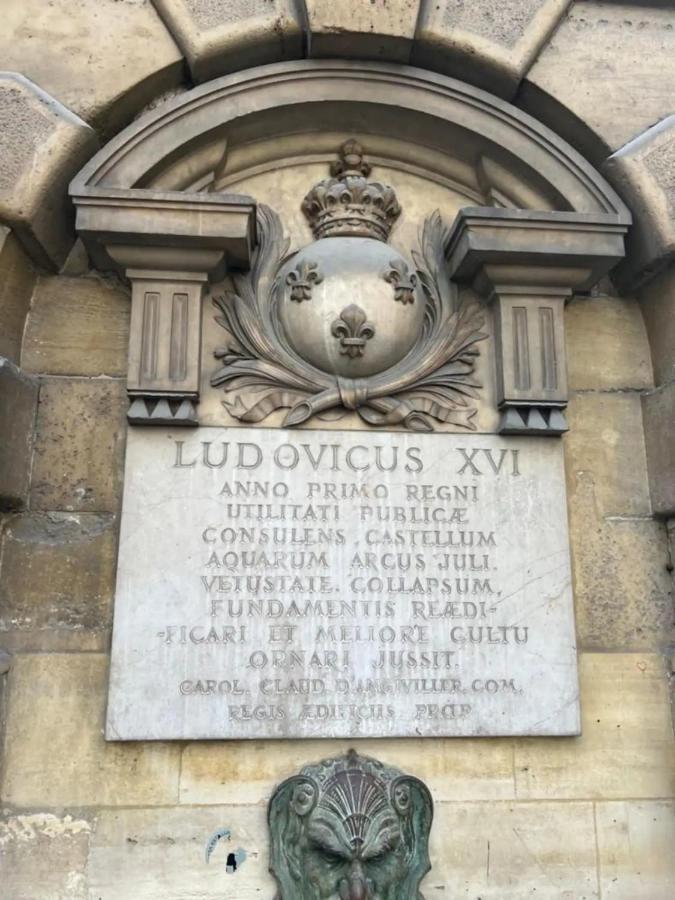 LUDOVICUS XVI
ANNO PRIMO REGNI
UTILITATI PUBLICÆ
CONSULENS, CASTELLUM
AQUARUM ARCUS JULI.
VETUSTATE COLLAPSUM,
FUNDAMENTIS REÆDI-
-FICARI ET MELIORE CULTU
ORNARI JUSSIT.
CAROL. CLAUD D'ANGIVILLER. COM.
REGIS ÆDIFICIIS PRŒF